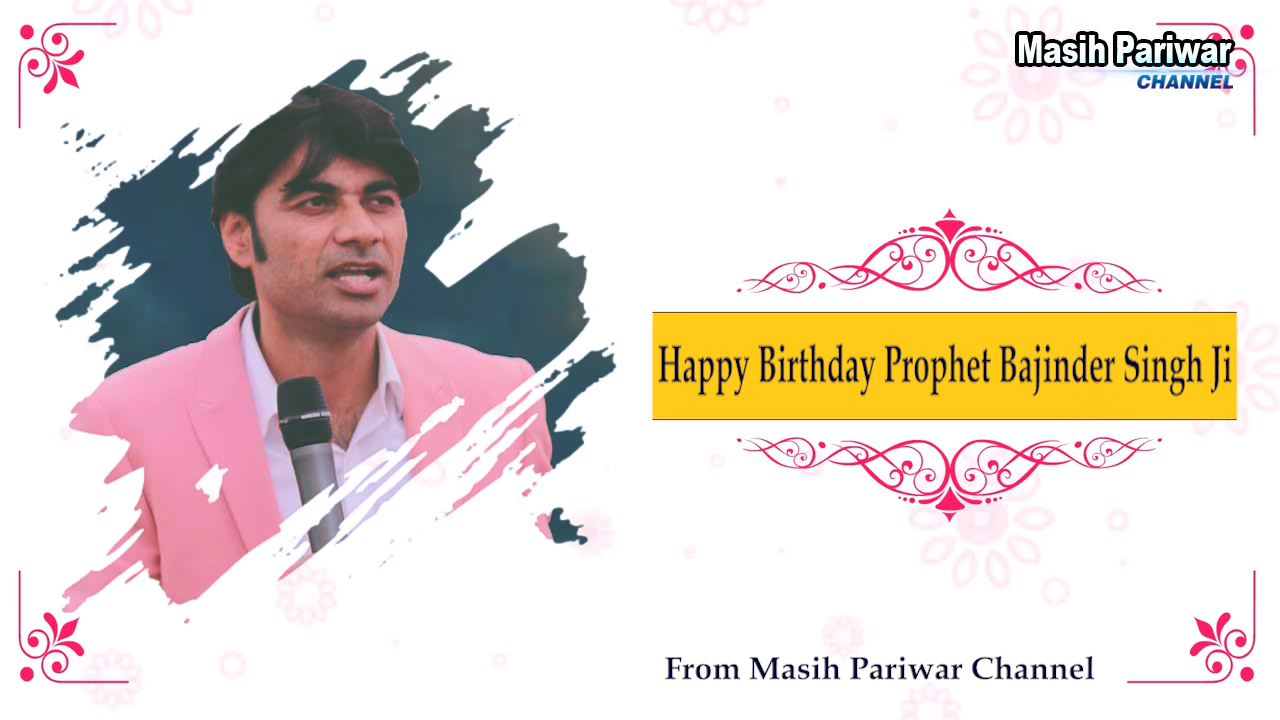 Masih Pariwar
CHANNEL
Happy Birthday Prophet Bajinder Singh Ji
From Masih Pariwar Channel